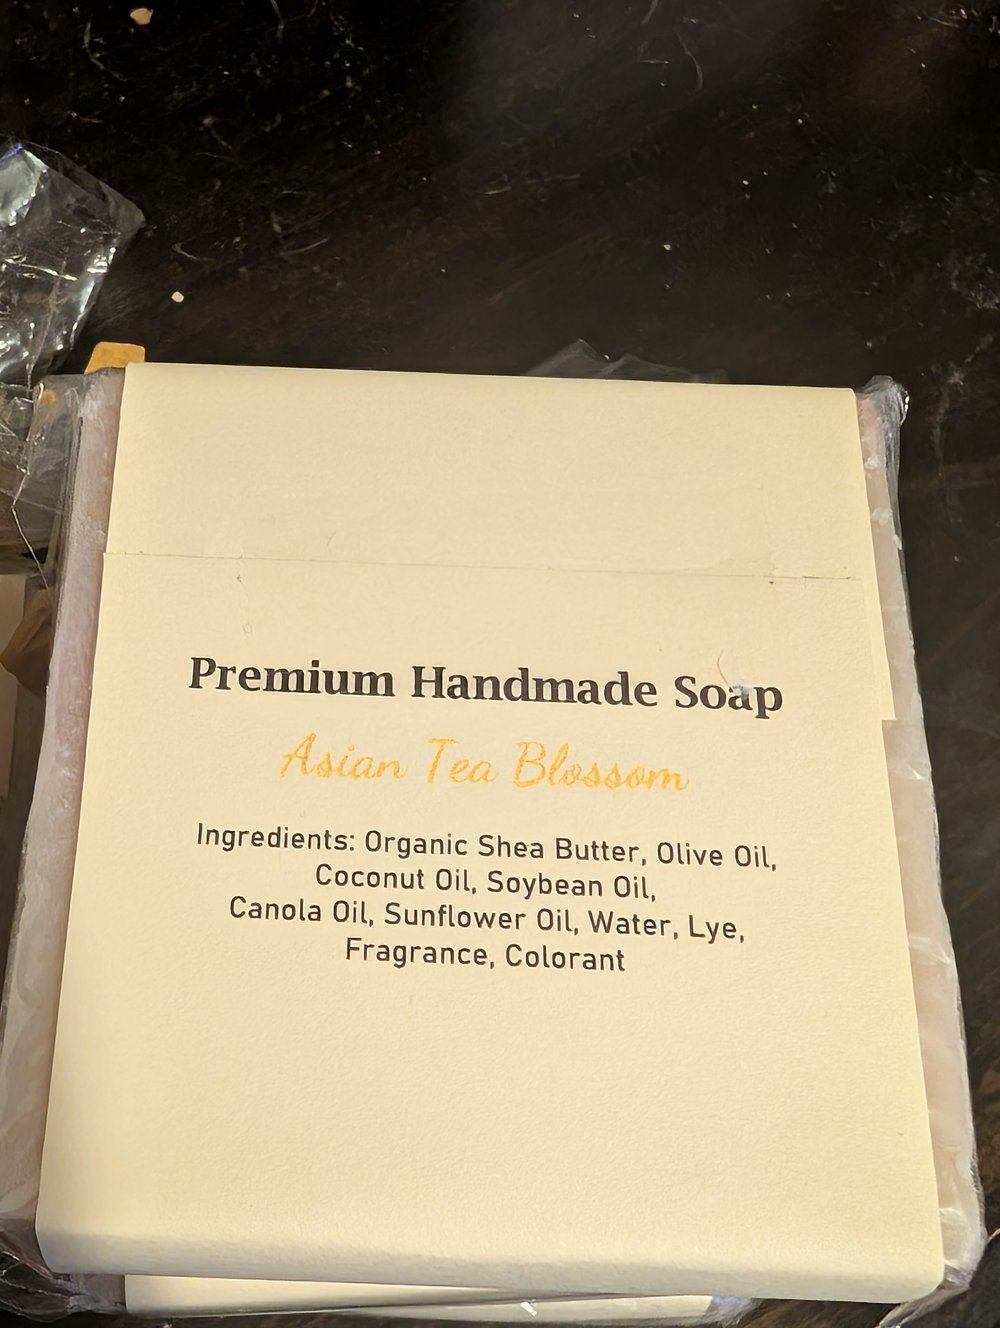 Premium Handmade Soap
Asian Tea Blossom
Ingredients: Organic Shea Butter, Olive Oil,
Coconut Oil, Soybean Oil,
Canola Oil, Sunflower Oil, Water, Lye,
Fragrance, Colorant